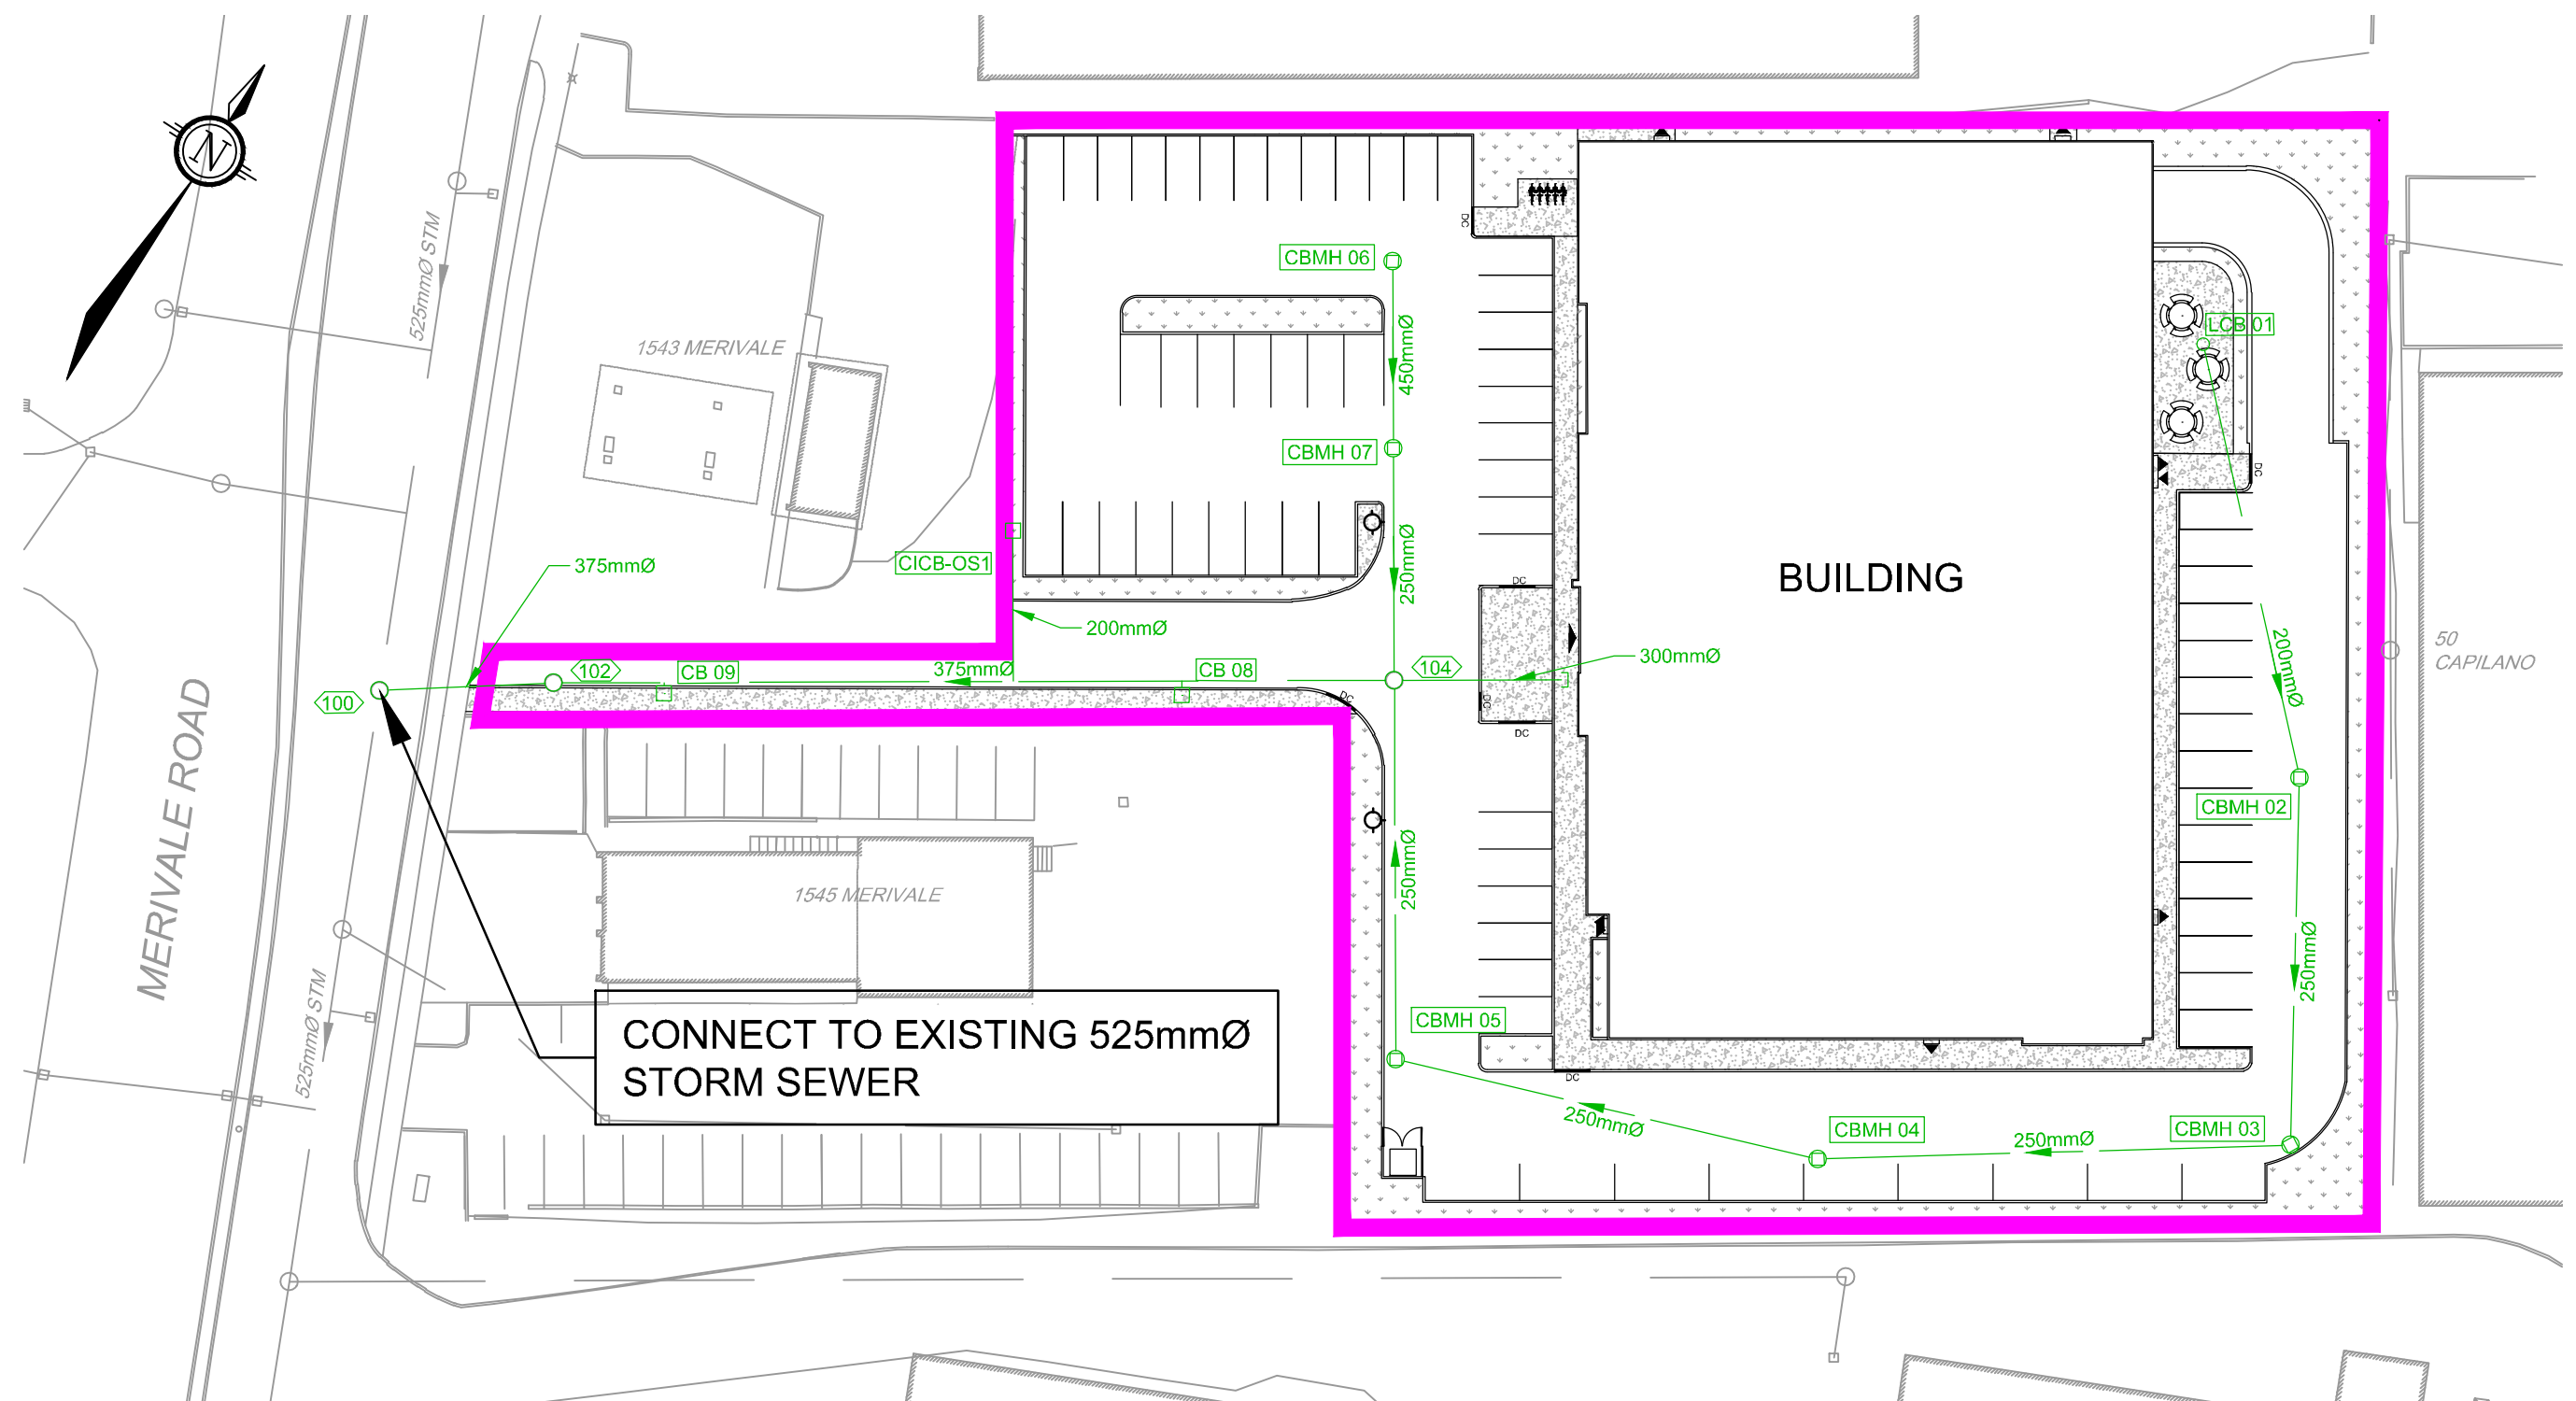 N
525mmØ STM
1543 MERIVALE
CBMH 06
450mmØ
CBMH 07
250mmØ
CICB-OS1
375mmØ
200mmØ
DC
LCB 01
DC
BUILDING
DC
50
CAPILANO
102
CB 09
375mmØ
CB 08
104
300mmØ
100
DC
DC
DC
200mmØ
CBMH 02
MERIVALE ROAD
1545 MERIVALE
250mmØ
250mmØ
525mmØ STM
CONNECT TO EXISTING 525mmØ
STORM SEWER
CBMH 05
DC
250mmØ
CBMH 04
250mmØ
CBMH 03